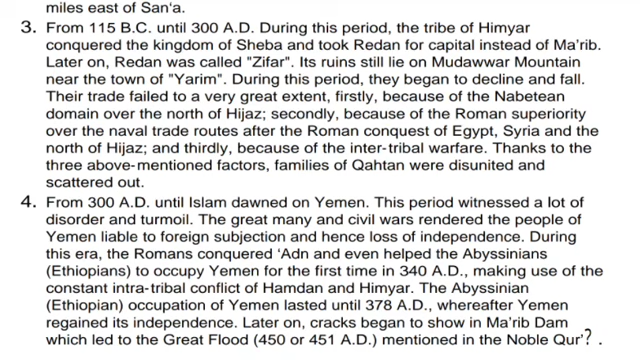 miles east of San‘a.
3. From 115 B.C. until 300 A.D. During this period, the tribe of Himyar
conquered the kingdom of Sheba and took Redan for capital instead of Ma'rib.
Later on, Redan was called "Zifar". Its ruins still lie on Mudawwar Mountain
near the town of "Yarim". During this period, they began to decline and fall.
Their trade failed to a very great extent, firstly, because of the Nabetean
domain over the north of Hijaz; secondly, because of the Roman superiority
over the naval trade routes after the Roman conquest of Egypt, Syria and the
north of Hijaz; and thirdly, because of the inter-tribal warfare. Thanks to the
three above-mentioned factors, families of Qahtan were disunited and
scattered out.
4. From 300 A.D. until Islam dawned on Yemen. This period witnessed a lot of
disorder and turmoil. The great many and civil wars rendered the people of
Yemen liable to foreign subjection and hence loss of independence. During
this era, the Romans conquered ‘Adn and even helped the Abyssinians
(Ethiopians) to occupy Yemen for the first time in 340 A.D., making use of the
constant intra-tribal conflict of Hamdan and Himyar. The Abyssinian
(Ethiopian) occupation of Yemen lasted until 378 A.D., whereafter Yemen
regained its independence. Later on, cracks began to show in Ma'rib Dam
which led to the Great Flood (450 or 451 A.D.) mentioned in the Noble Qur'? .